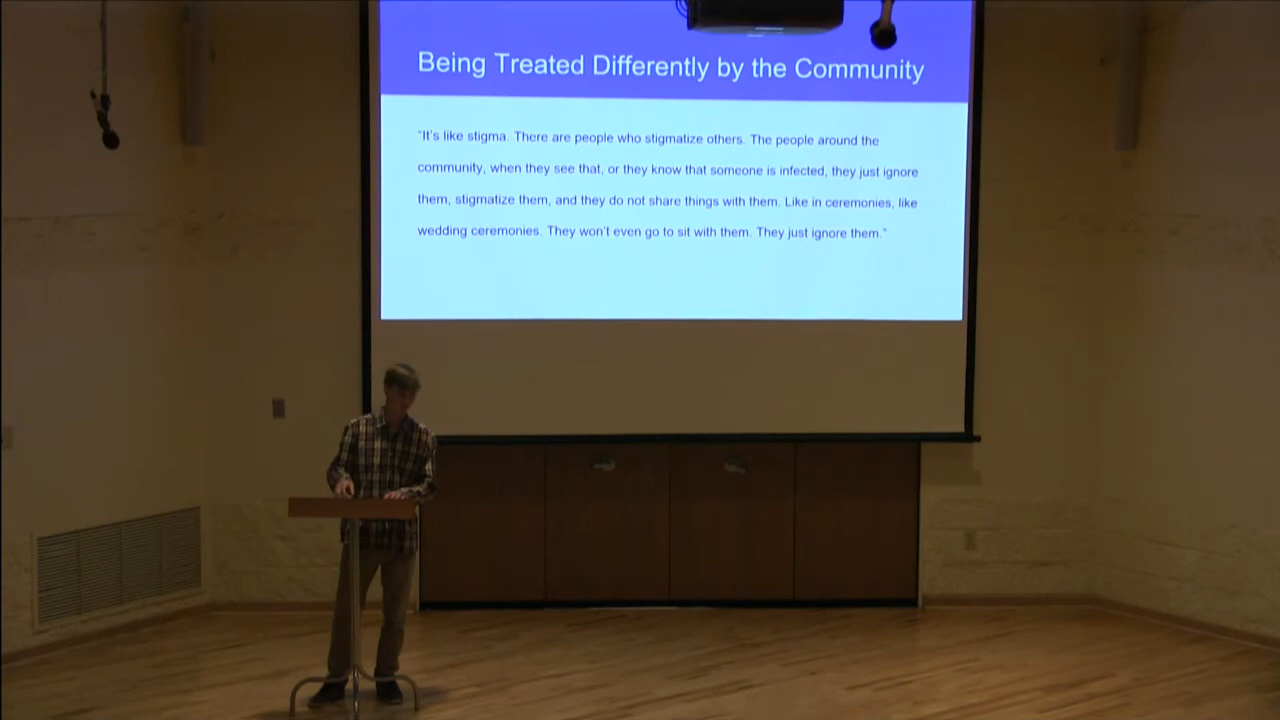 Being Treated Differently by the Community
"It's like stigma. There are people who stigmatize others. The people around the
community, when they see that, or they know that someone is infected, they just ignore
them, stigmatize them, and they do not share things with them. Like in ceremonies, like
wedding ceremonies. They won't even go to sit with them. They just ignore them."